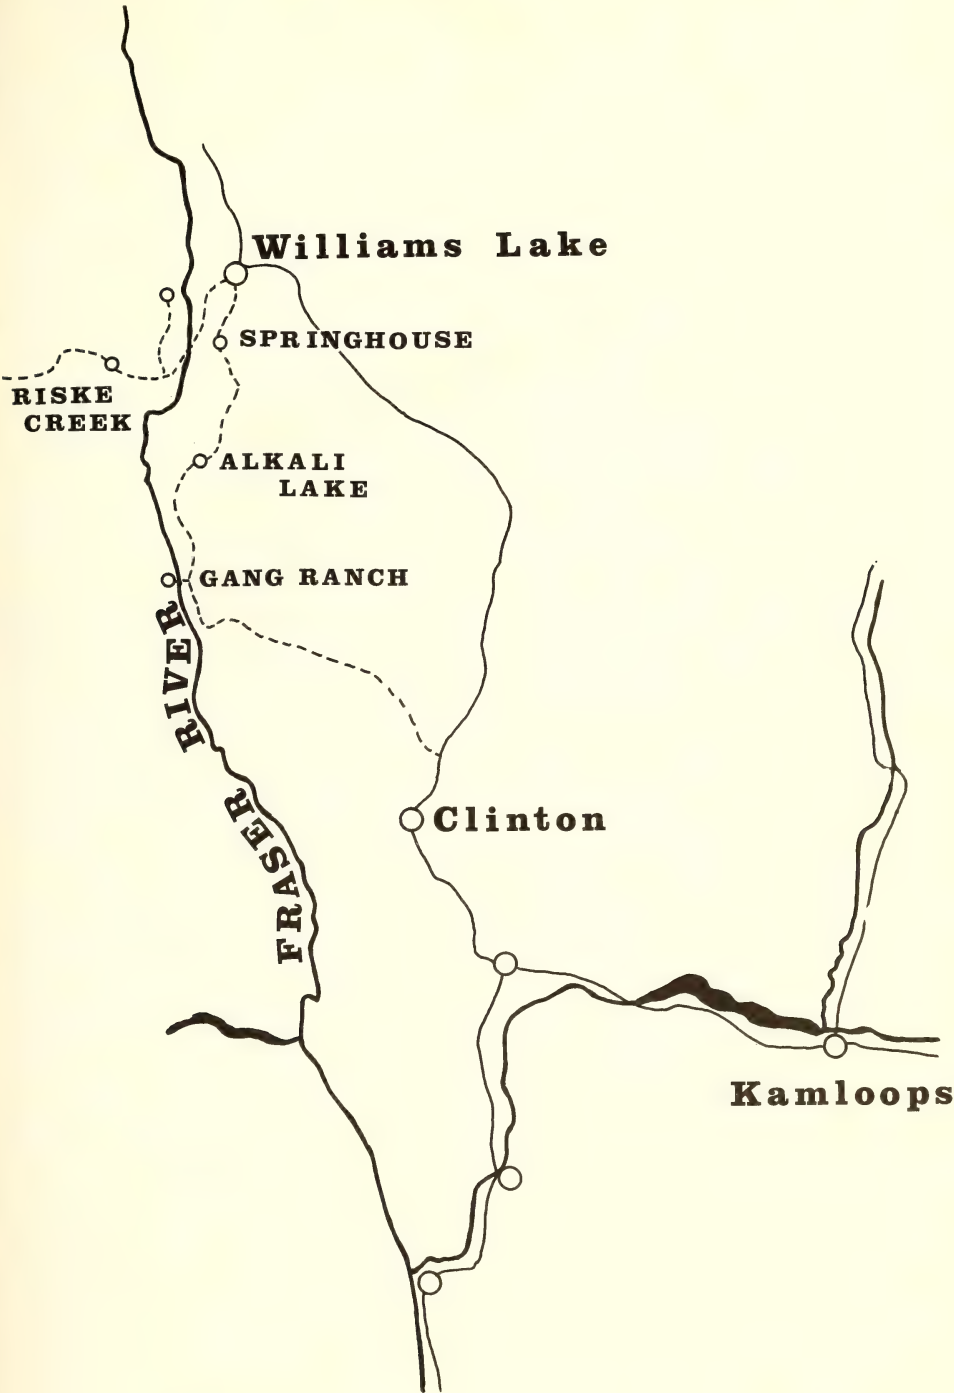 Williams Lake
SPRINGHOUSE
RISKE
CREEK
ALKALI
LAKE
GANG RANCH
FRASER RIVER
Clinton
Kamloops